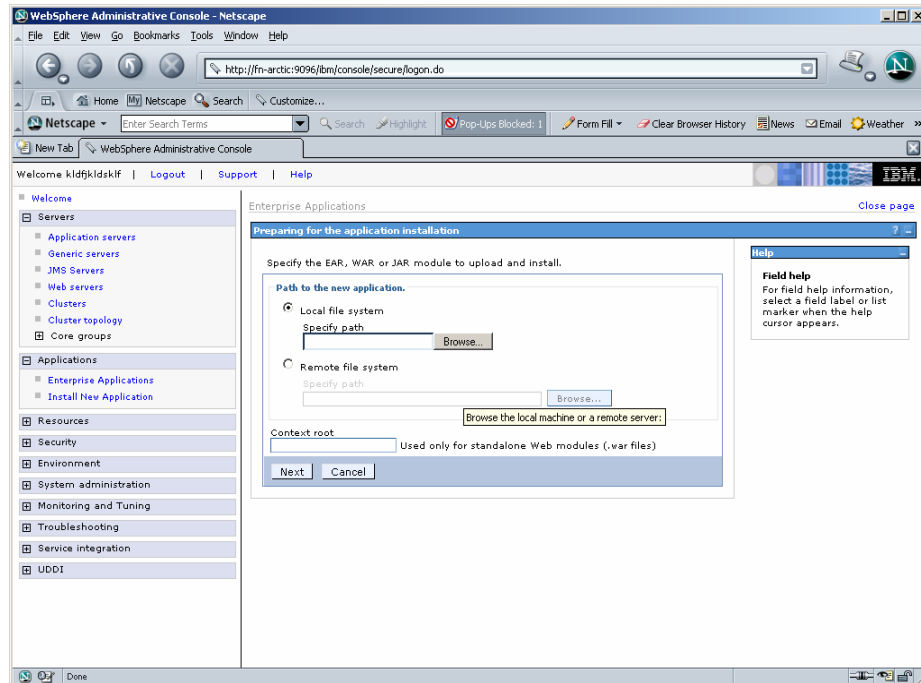 WebSphere Administrative Console - Netscape
File Edit View Go Bookmarks Tools Window Help
http://fn-arctic:9096/ibm/console/secure/logon.do
Home My Netscape Search Customize...
Netscape Enter Search Terms Search Highlight Pop-Ups Blocked: 1 Form Fill Clear Browser History News Email Weather »
New Tab WebSphere Administrative Console
Welcome kldfjkldsklf | Logout | Support | Help IBM.
Welcome
Servers
Application servers
Generic servers
JMS Servers
Web servers
Clusters
Cluster topology
Core groups
Applications
Enterprise Applications
Install New Application
Resources
Security
Environment
System administration
Monitoring and Tuning
Troubleshooting
Service integration
UDDI
Enterprise Applications Close page
Preparing for the application installation ? -
Specify the EAR, WAR or JAR module to upload and install.
Path to the new application.
Local file system
Specify path
Browse...
Remote file system
Specify path
Browse...
Browse the local machine or a remote server:
Context root
Used only for standalone Web modules (.war files)
Next Cancel
Help -
Field help
For field help information,
select a field label or list
marker when the help
cursor appears.
Done